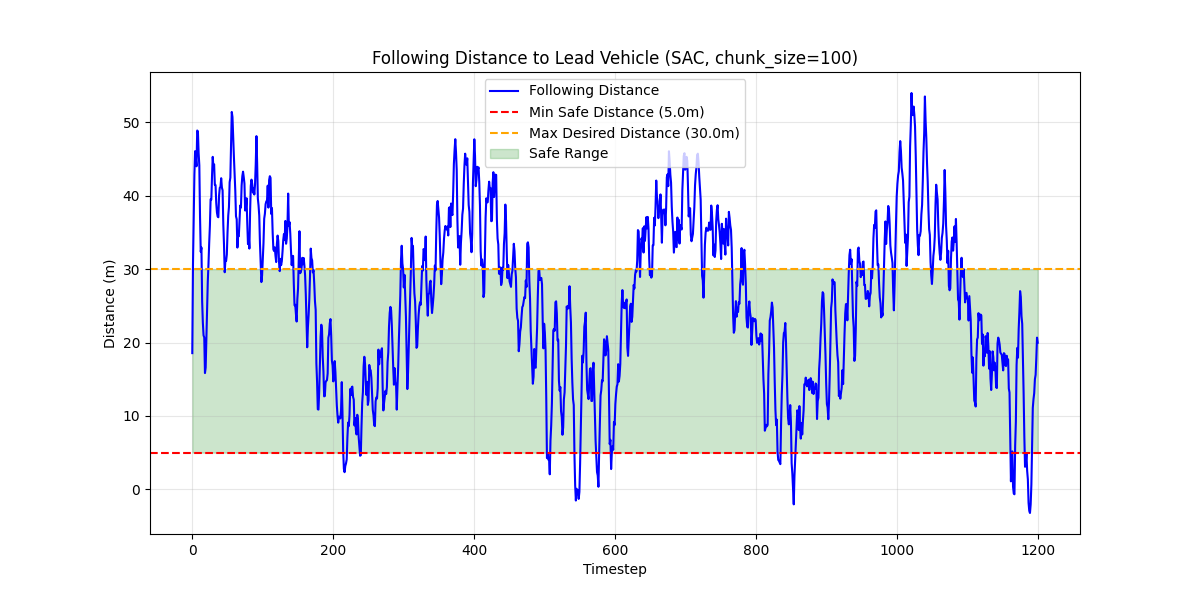 Following Distance to Lead Vehicle (SAC, chunk_size=100)
Following Distance
Min Safe Distance (5.0m)
Max Desired Distance (30.0m)
Safe Range
Distance (m)
50
40
30
20
10
0
0 200 400 600 800 1000 1200
Timestep